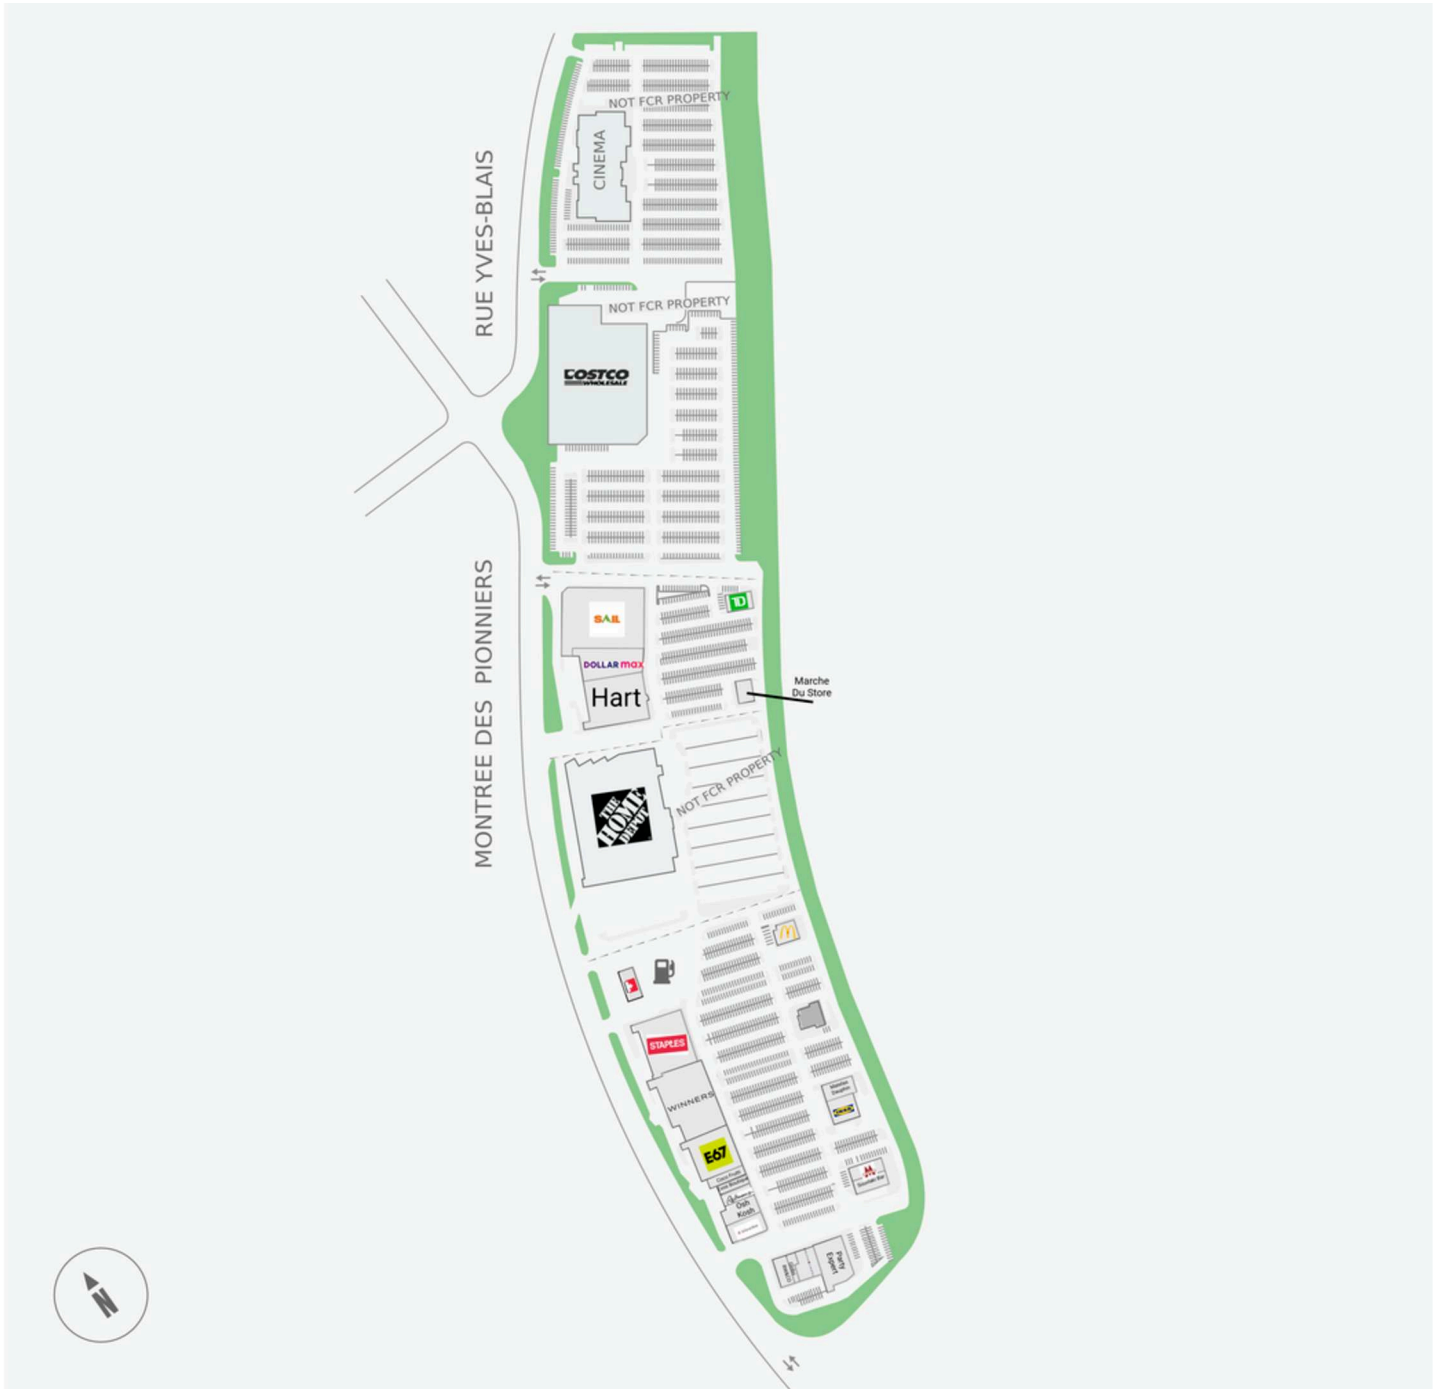 NOT FCR PROPERTY
CINEMA
RUE YVES-BLAIS
NOT FCR PROPERTY
COSTCO
WHOLESALE
MONTREE DES PIONNIERS
SAIL
TD
DOLLAR max
Hart
Marche
Du Store
THE
HOME
DEPOT
NOT FCR PROPERTY
STAPLES
WINNERS
E67
Osh
Kosh
Party
Expert
N